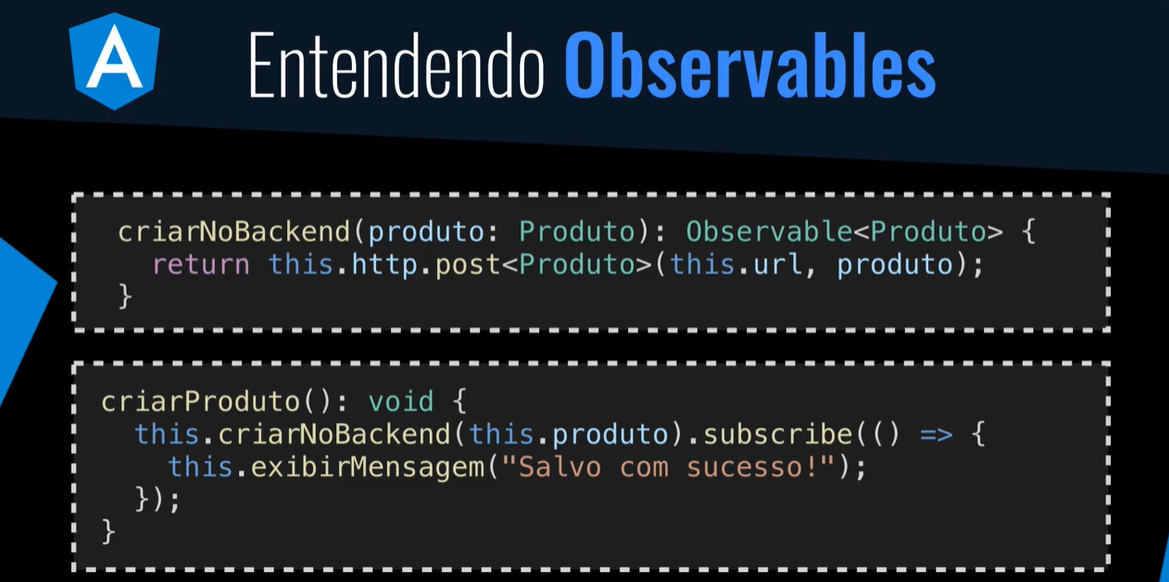 Entendendo Observables
criarNoBackend(produto: Produto): Observable<Produto> {
return this.http.post<Produto>(this.url, produto);
}
criarProduto(): void {
this.criarNoBackend(this.produto).subscribe(() => {
this.exibirMensagem("Salvo com sucesso!");
});
}